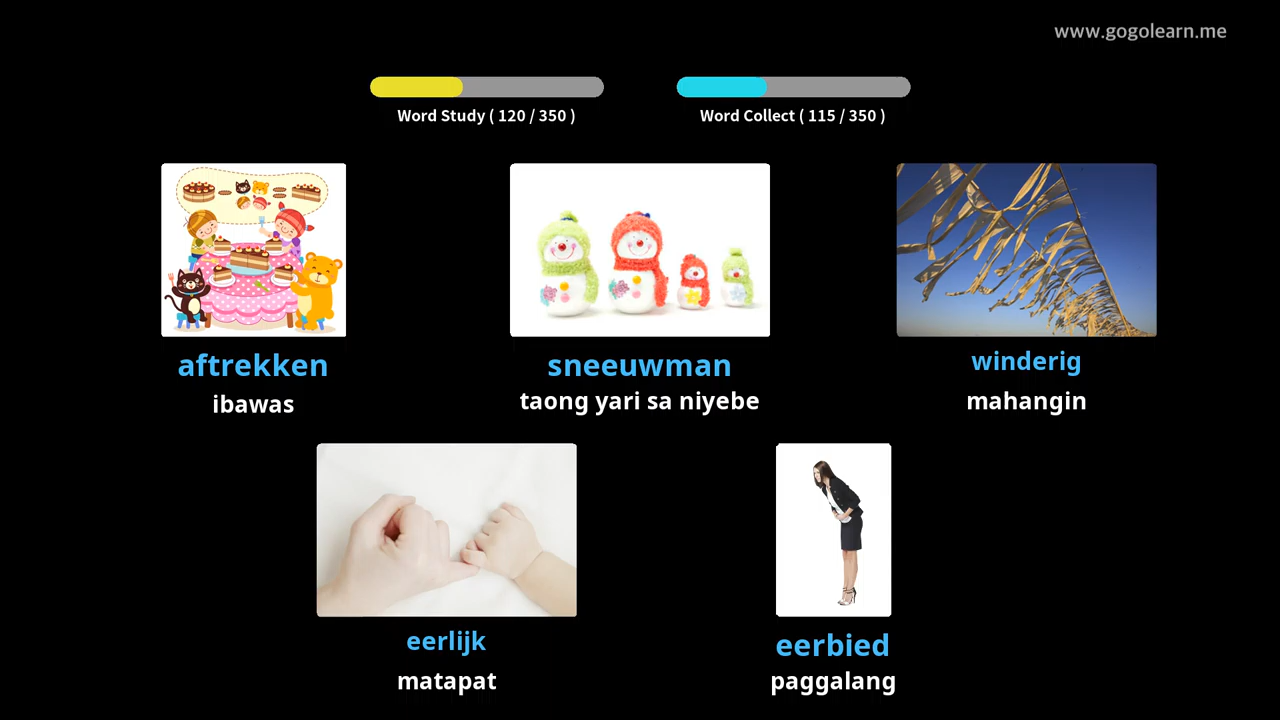 www.gogolearn.me
Word Study ( 120 / 350 )
Word Collect ( 115 / 350 )
aftrekken
ibawas
sneeuwman
taong yari sa niyebe
winderig
mahangin
eerlijk
matapat
eerbied
paggalang